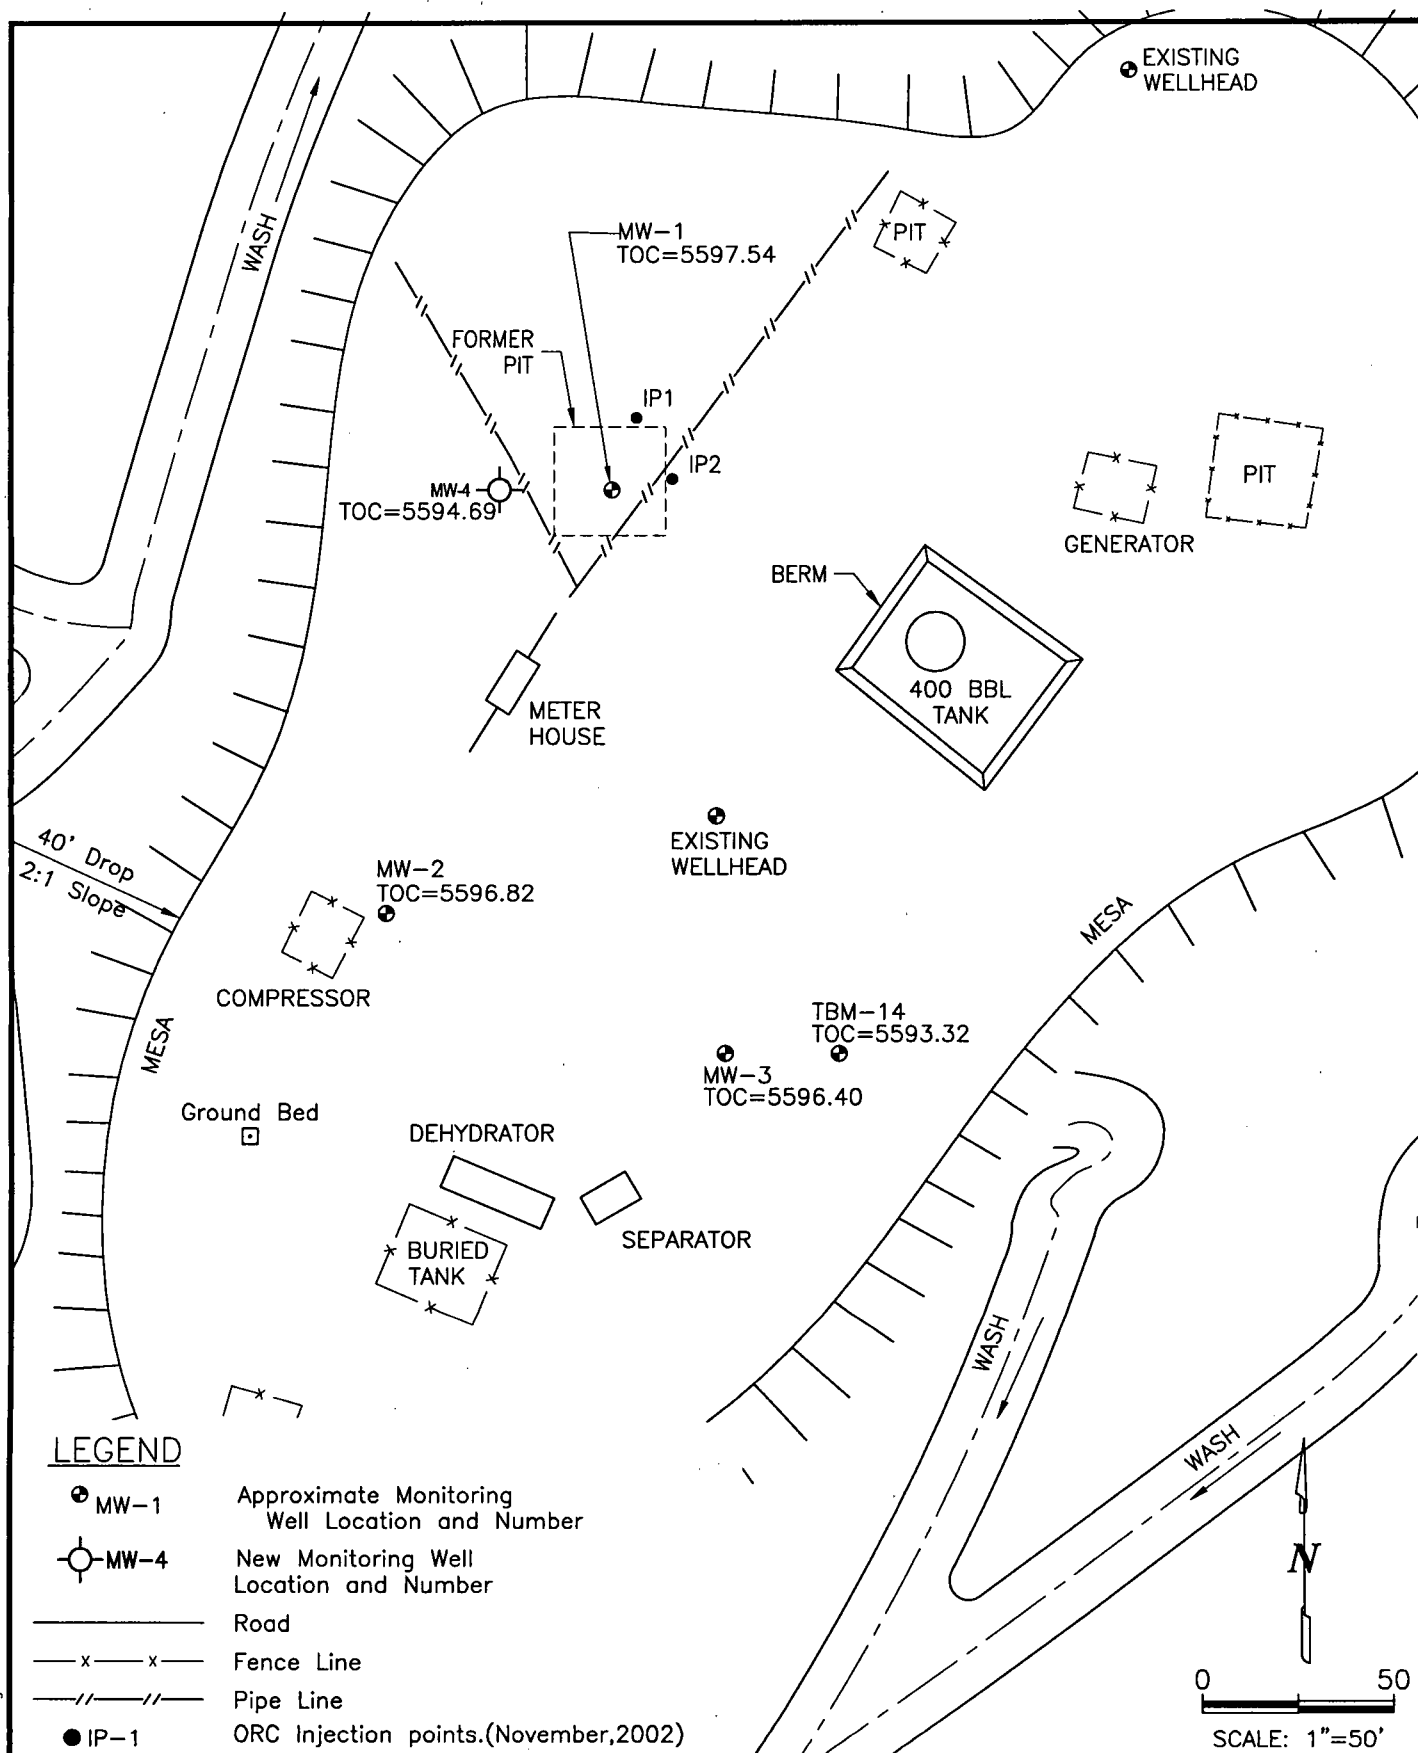 EXISTING
WELLHEAD
WASH
MW-1
TOC=5597.54
PIT
FORMER
PIT
IP1
IP2
MW-4
TOC=5594.69
PIT
GENERATOR
BERM
400 BBL
TANK
METER
HOUSE
EXISTING
WELLHEAD
40' Drop
2:1 Slope
MW-2
TOC=5596.82
COMPRESSOR
MESA
MESA
TBM-14
TOC=5593.32
MW-3
TOC=5596.40
Ground Bed
DEHYDRATOR
SEPARATOR
BURIED
TANK
WASH
WASH
LEGEND
MW-1 Approximate Monitoring
Well Location and Number
MW-4 New Monitoring Well
Location and Number
Road
x x Fence Line
// // Pipe Line
IP-1 ORC Injection points.(November,2002)
N
0 50
SCALE: 1"=50'